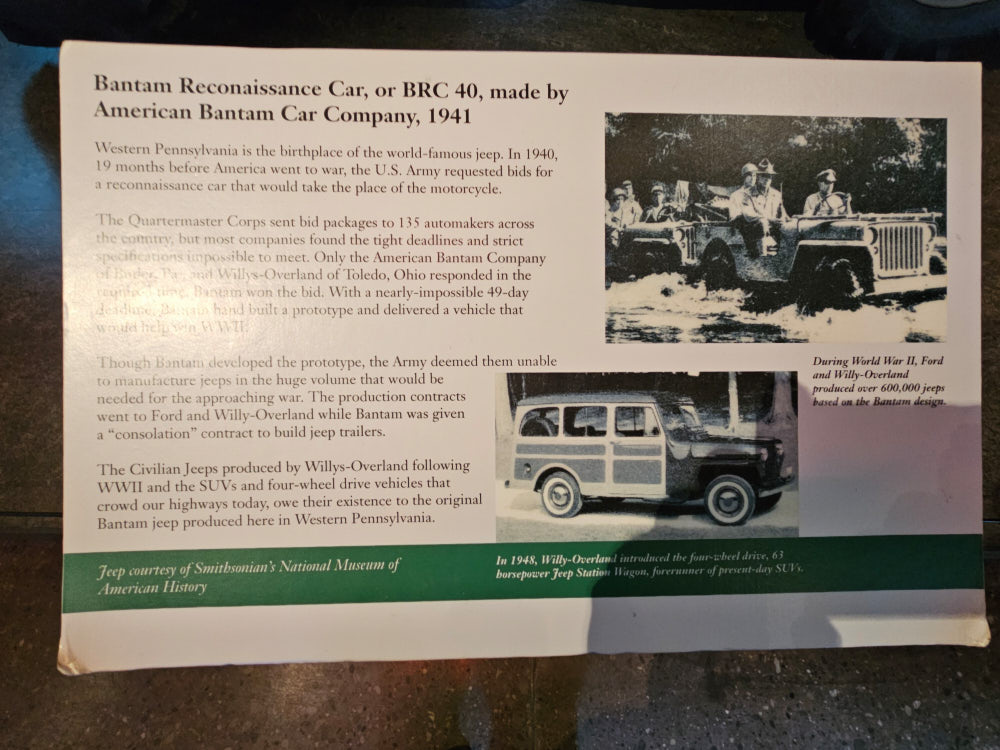 Bantam Reconaissance Car, or BRC 40, made by
American Bantam Car Company, 1941
Western Pennsylvania is the birthplace of the world-famous jeep. In 1940,
19 months before America went to war, the U.S. Army requested bids for
a reconnaissance car that would take the place of the motorcycle.
The Quartermaster Corps sent bid packages to 135 automakers across
the country, but most companies found the tight deadlines and strict
specifications impossible to meet. Only the American Bantam Company
of Butler, Pa., and Willys-Overland of Toledo, Ohio responded in the
required time. Bantam won the bid. With a nearly-impossible 49-day
deadline, Bantam hand built a prototype and delivered a vehicle that
would help win WWII.
Though Bantam developed the prototype, the Army deemed them unable
to manufacture jeeps in the huge volume that would be
needed for the approaching war. The production contracts
went to Ford and Willy-Overland while Bantam was given
a “consolation” contract to build jeep trailers.
The Civilian Jeeps produced by Willys-Overland following
WWII and the SUVs and four-wheel drive vehicles that
crowd our highways today, owe their existence to the original
Bantam jeep produced here in Western Pennsylvania.
During World War II, Ford
and Willy-Overland
produced over 600,000 jeeps
based on the Bantam design.
In 1948, Willy-Overland introduced the four-wheel drive, 63
horsepower Jeep Station Wagon, forerunner of present-day SUVs.
Jeep courtesy of Smithsonian's National Museum of
American History